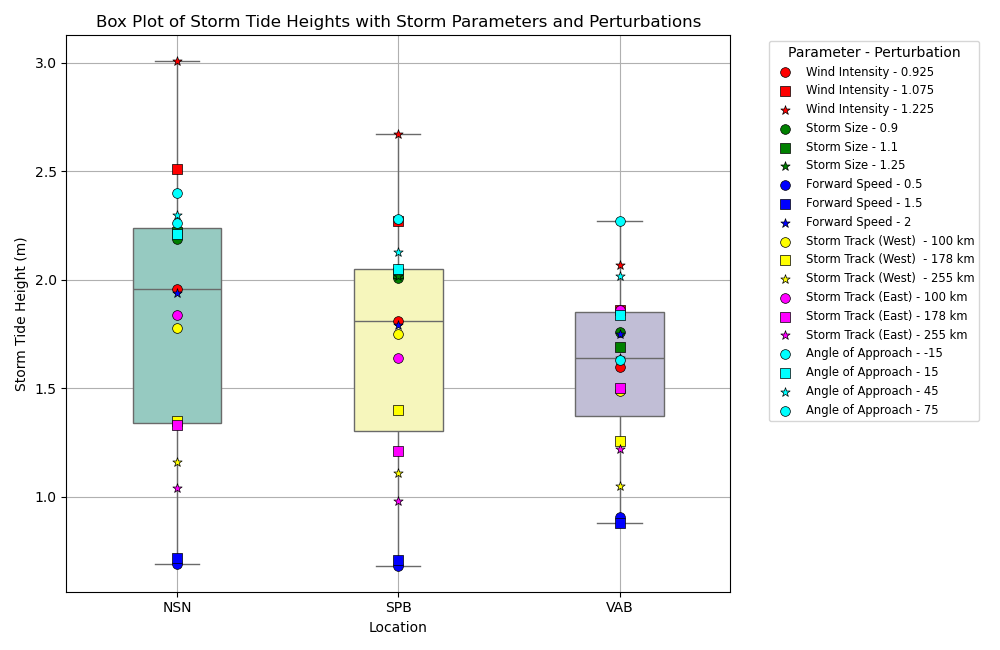 Box Plot of Storm Tide Heights with Storm Parameters and Perturbations
Storm Tide Height (m)
3.0
2.5
2.0
1.5
1.0
NSN
SPB
VAB
Location
Parameter - Perturbation
Wind Intensity - 0.925
Wind Intensity - 1.075
Wind Intensity - 1.225
Storm Size - 0.9
Storm Size - 1.1
Storm Size - 1.25
Forward Speed - 0.5
Forward Speed - 1.5
Forward Speed - 2
Storm Track (West)  - 100 km
Storm Track (West)  - 178 km
Storm Track (West)  - 255 km
Storm Track (East) - 100 km
Storm Track (East) - 178 km
Storm Track (East) - 255 km
Angle of Approach - -15
Angle of Approach - 15
Angle of Approach - 45
Angle of Approach - 75